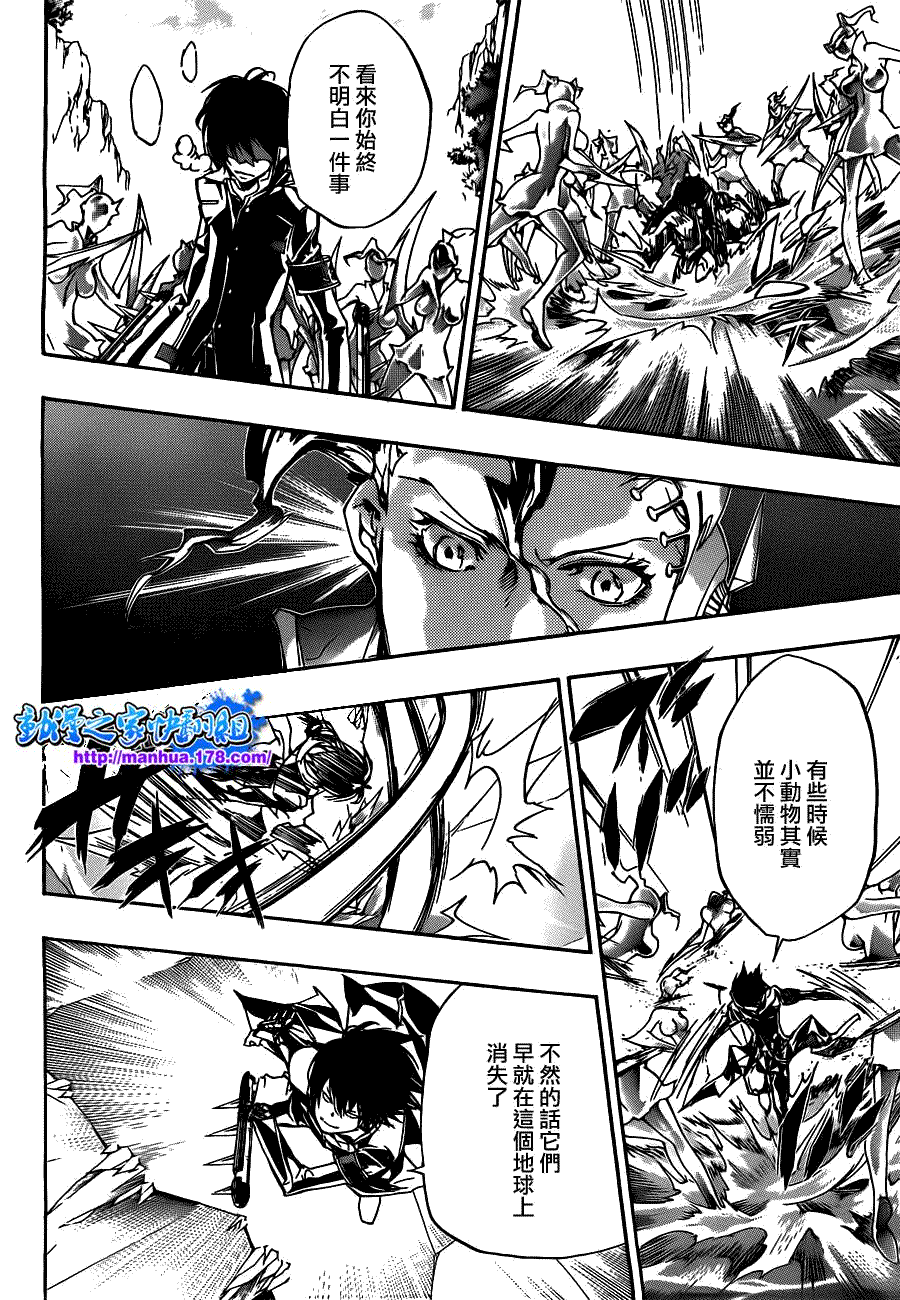 看來你始終
不明白一件事
動漫之家快翻組
http://manhua.178.com/
有些時候
小動物其實
並不懦弱
不然的話它們
早就在這個地球上
消失了